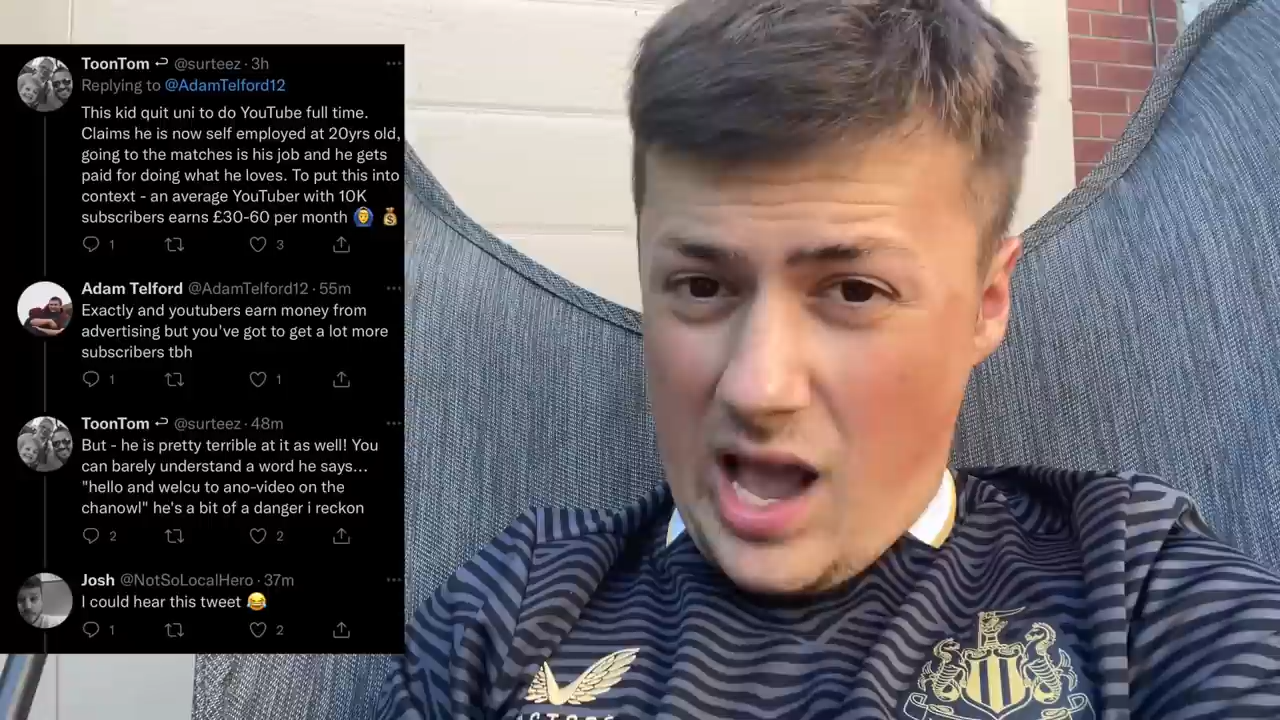 ToonTom @surteez · 3h
Replying to @AdamTelford12
This kid quit uni to do YouTube full time.
Claims he is now self employed at 20yrs old,
going to the matches is his job and he gets
paid for doing what he loves. To put this into
context - an average YouTuber with 10K
subscribers earns £30-60 per month 🙆‍♂️ 💰
1 3
Adam Telford @AdamTelford12 · 55m
Exactly and youtubers earn money from
advertising but you've got to get a lot more
subscribers tbh
1 1
ToonTom @surteez · 48m
But - he is pretty terrible at it as well! You
can barely understand a word he says...
"hello and welcu to ano-video on the
chanowl" he's a bit of a danger i reckon
2 2
Josh @NotSoLocalHero · 37m
I could hear this tweet 😂
1 2